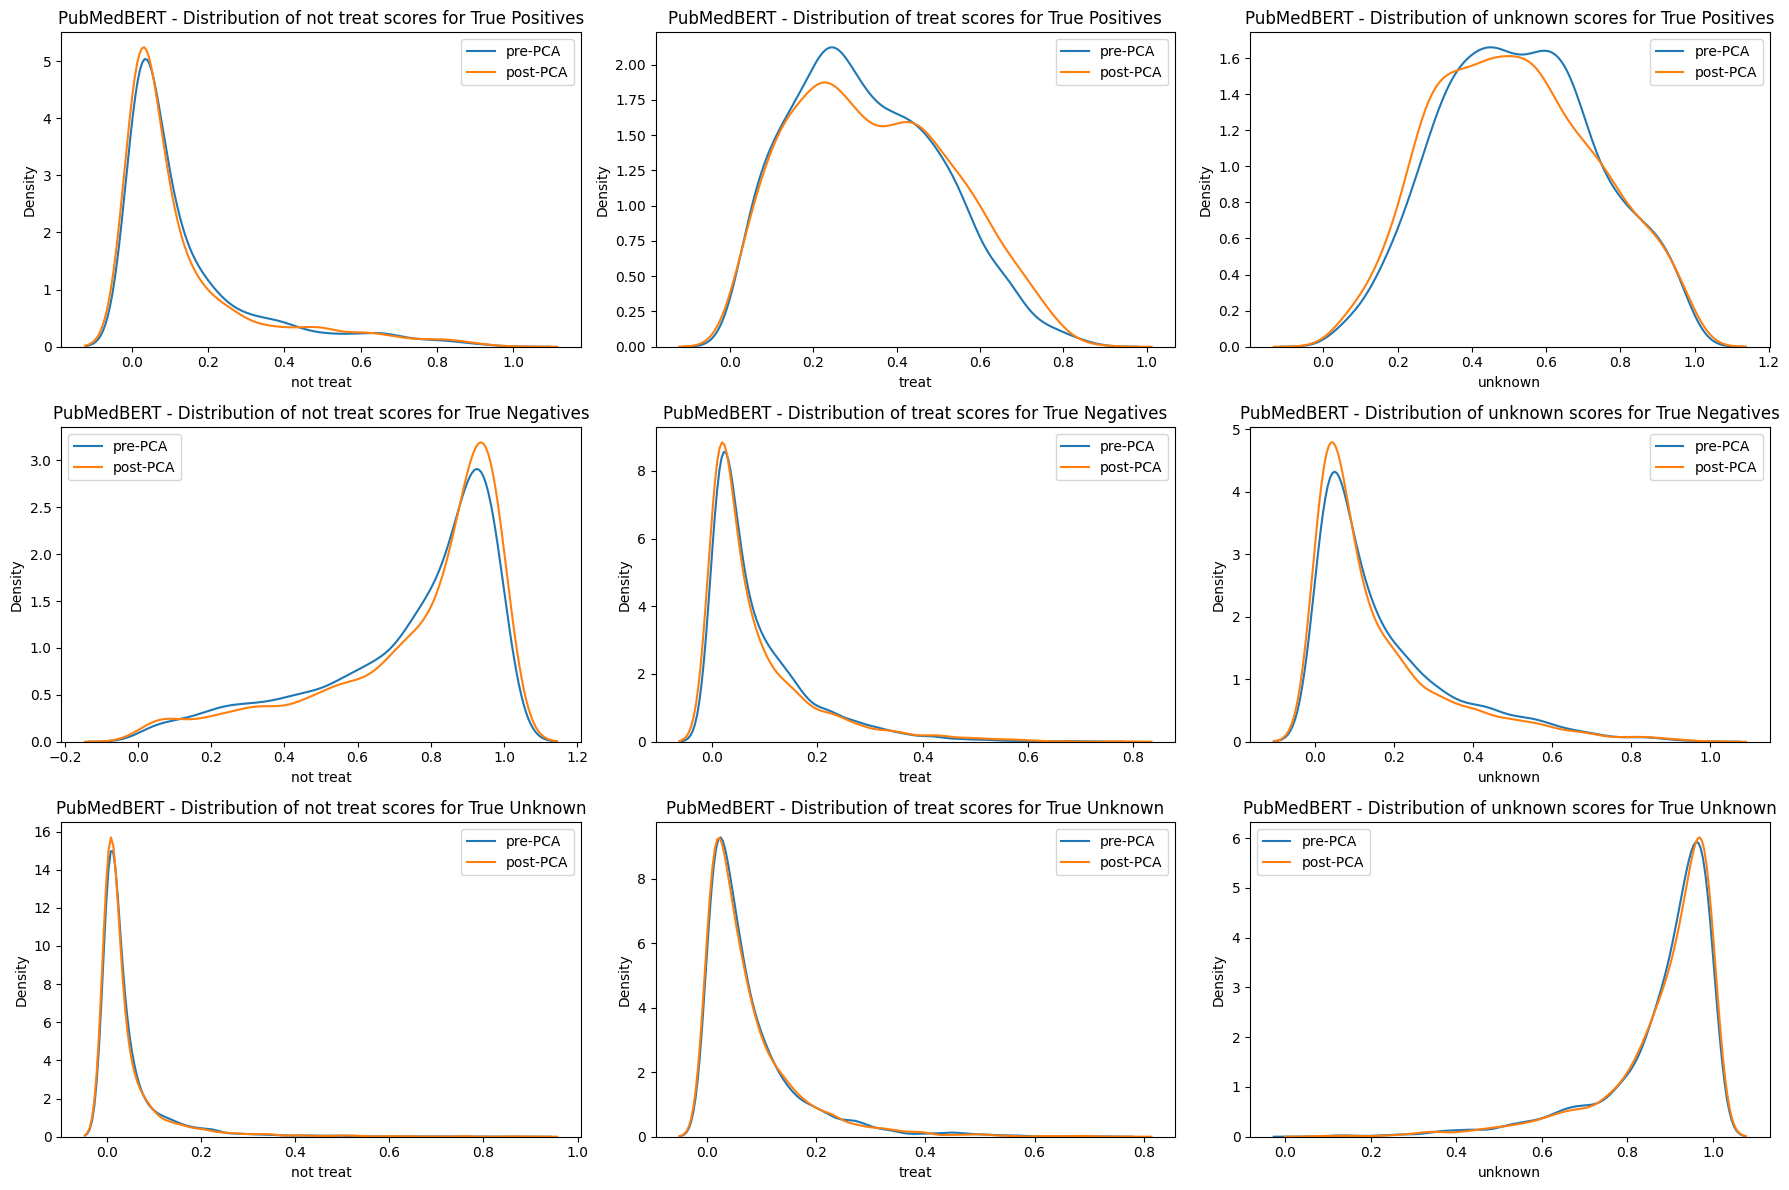 PubMedBERT - Distribution of not treat scores for True Positives
pre-PCA
post-PCA
Density
5
4
3
2
1
0
0.0 0.2 0.4 0.6 0.8 1.0
not treat
PubMedBERT - Distribution of treat scores for True Positives
pre-PCA
post-PCA
Density
2.00
1.75
1.50
1.25
1.00
0.75
0.50
0.25
0.00
0.0 0.2 0.4 0.6 0.8 1.0
treat
PubMedBERT - Distribution of unknown scores for True Positives
pre-PCA
post-PCA
Density
1.6
1.4
1.2
1.0
0.8
0.6
0.4
0.2
0.0
0.0 0.2 0.4 0.6 0.8 1.0 1.2
unknown
PubMedBERT - Distribution of not treat scores for True Negatives
pre-PCA
post-PCA
Density
3.0
2.5
2.0
1.5
1.0
0.5
0.0
−0.2 0.0 0.2 0.4 0.6 0.8 1.0 1.2
not treat
PubMedBERT - Distribution of treat scores for True Negatives
pre-PCA
post-PCA
Density
8
6
4
2
0
0.0 0.2 0.4 0.6 0.8
treat
PubMedBERT - Distribution of unknown scores for True Negatives
pre-PCA
post-PCA
Density
5
4
3
2
1
0
0.0 0.2 0.4 0.6 0.8 1.0
unknown
PubMedBERT - Distribution of not treat scores for True Unknown
pre-PCA
post-PCA
Density
16
14
12
10
8
6
4
2
0
0.0 0.2 0.4 0.6 0.8 1.0
not treat
PubMedBERT - Distribution of treat scores for True Unknown
pre-PCA
post-PCA
Density
8
6
4
2
0
0.0 0.2 0.4 0.6 0.8
treat
PubMedBERT - Distribution of unknown scores for True Unknown
pre-PCA
post-PCA
Density
6
5
4
3
2
1
0
0.0 0.2 0.4 0.6 0.8 1.0
unknown